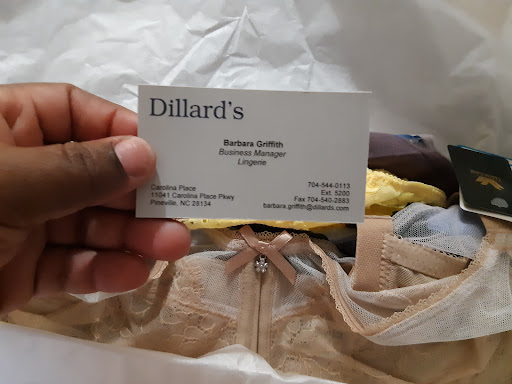 Dillard's
Barbara Griffith
Business Manager
Lingerie
Carolina Place
11041 Carolina Place Pkwy
Pineville, NC 28134
704-544-0113
Ext. 5200
Fax 704-540-2883
barbara.griffith@dillards.com